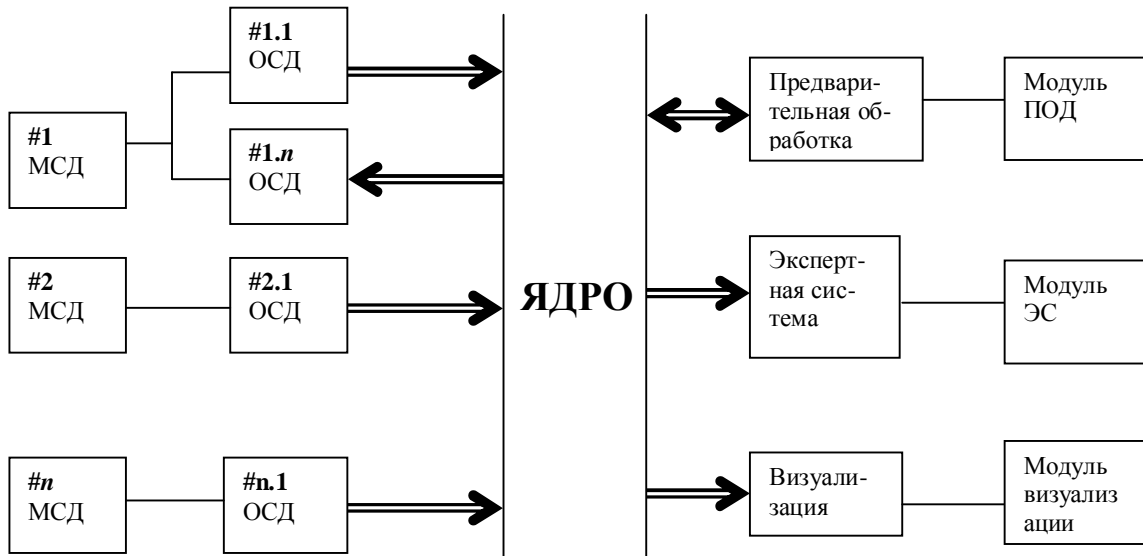 #1.1
ОСД
#1
МСД
#1.n
ОСД
#2
МСД
#2.1
ОСД
#n
МСД
#n.1
ОСД
ЯДРО
Предвари-
тельная об-
работка
Модуль
ПОД
Эксперт-
ная сис-
тема
Модуль
ЭС
Визуали-
зация
Модуль
визуализ
ации